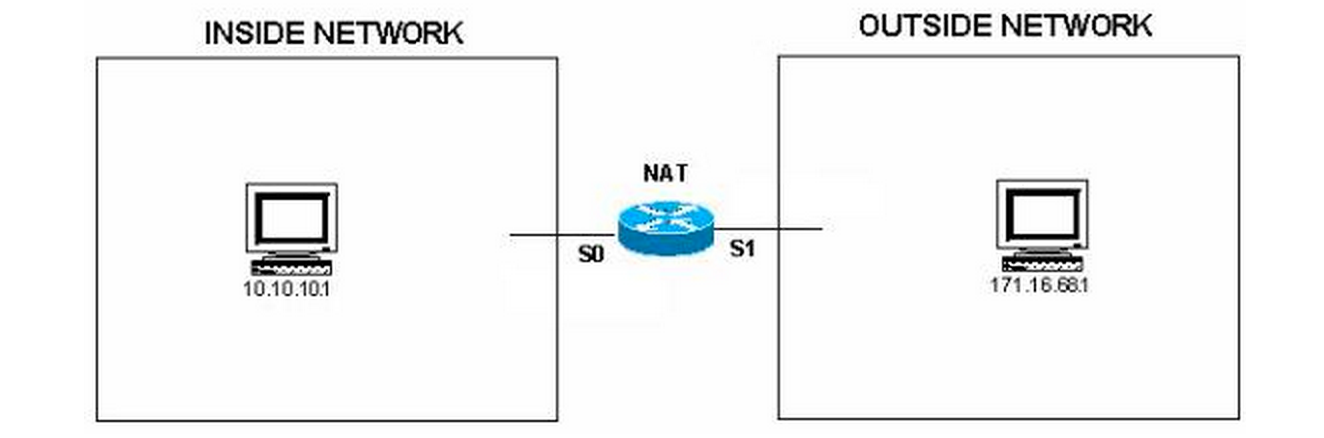 INSIDE NETWORK
OUTSIDE NETWORK
NAT
S0
S1
10.10.10.1
171.16.68.1